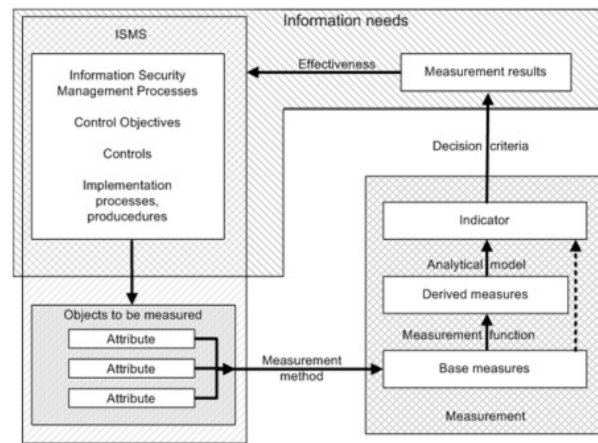 Information needs
ISMS
Information Security
Management Processes
Control Objectives
Controls
Implementation
processes,
producedures
Effectiveness
Measurement results
Decision criteria
Indicator
Analytical model
Derived measures
Measurement function
Base measures
Measurement
Objects to be measured
Attribute
Attribute
Attribute
Measurement
method